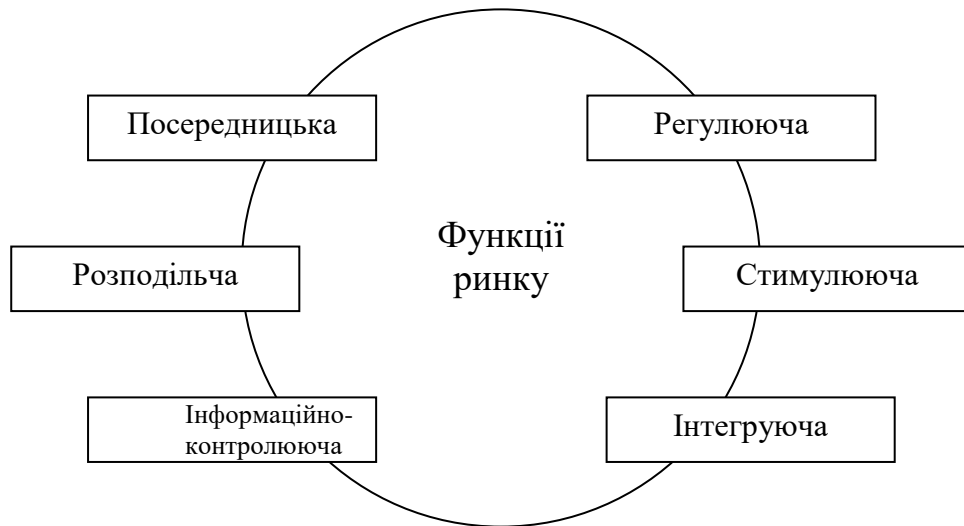 Посередницька
Регулююча
Функції
ринку
Розподільча
Стимулююча
Інформаційно-
контролююча
Інтегруюча